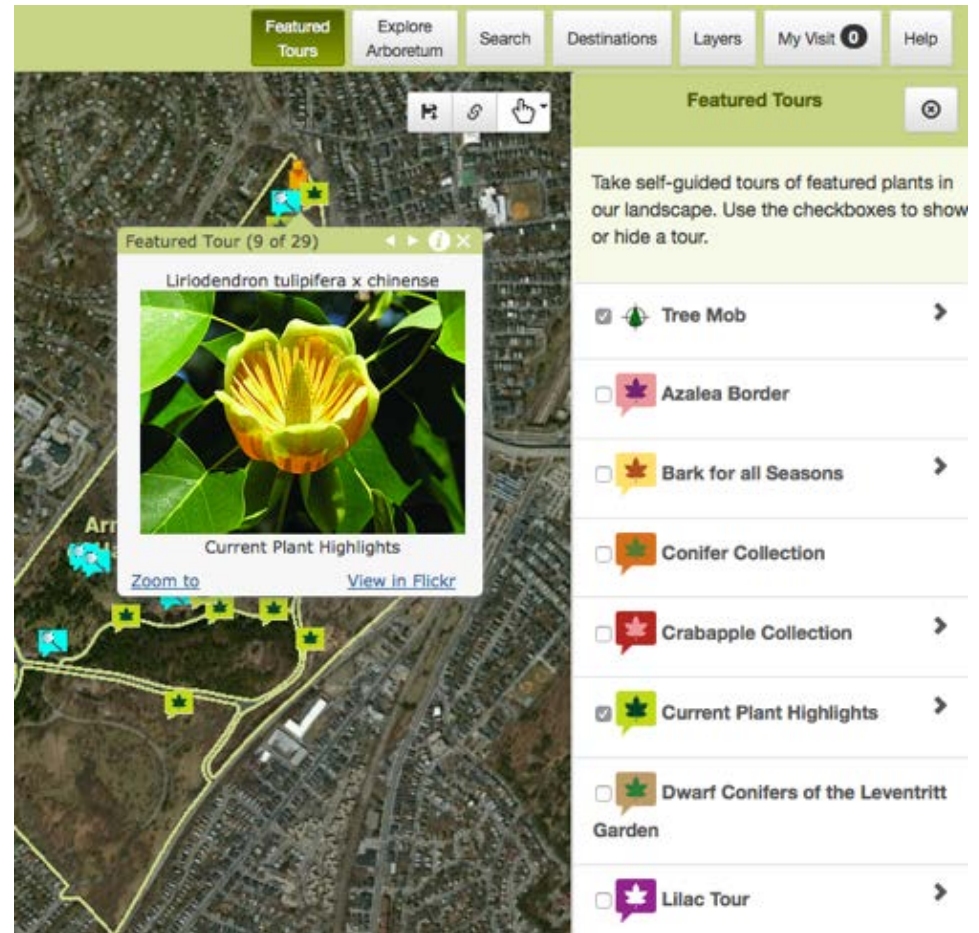 Featured
Tours
Explore
Arboretum
Search
Destinations
Layers
My Visit 0
Help
Featured Tours
Take self-guided tours of featured plants in
our landscape. Use the checkboxes to show
or hide a tour.
Featured Tour (9 of 29)
Liriodendron tulipifera x chinense
Current Plant Highlights
Zoom to
View in Flickr
Tree Mob
Azalea Border
Bark for all Seasons
Conifer Collection
Crabapple Collection
Current Plant Highlights
Dwarf Conifers of the Leventritt
Garden
Lilac Tour